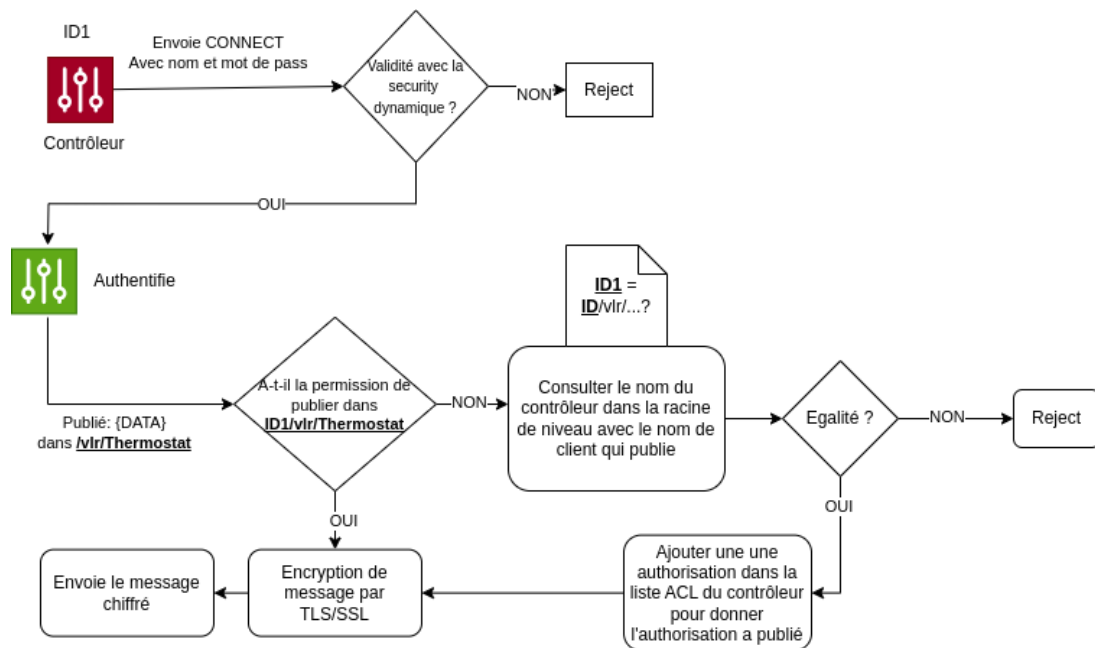 ID1
Envoie CONNECT
Avec nom et mot de pass
Contrôleur
Validité avec la
security
dynamique ?
NON
Reject
OUI
Authentifie
Publié: {DATA}
dans /vlr/Thermostat
A-t-il la permission de
publier dans
ID1/vlr/Thermostat
NON
ID1 =
ID/vlr/...?
Consulter le nom du
contrôleur dans la racine
de niveau avec le nom de
client qui publie
Egalité ?
NON
Reject
OUI
OUI
Ajouter une une
authorisation dans la
liste ACL du contrôleur
pour donner
l'authorisation a publié
Encryption de
message par
TLS/SSL
Envoie le message
chiffré